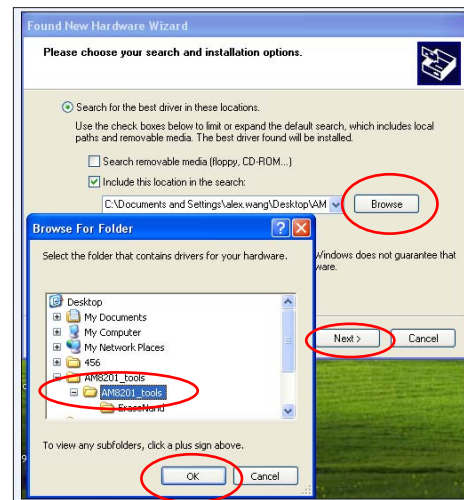 Found New Hardware Wizard
Please choose your search and installation options.
Search for the best driver in these locations.
Use the check boxes below to limit or expand the default search, which includes local
paths and removable media. The best driver found will be installed.
Search removable media (floppy, CD-ROM...)
Include this location in the search:
C:\Documents and Settings\alex.wang\Desktop\AM
Browse
Browse For Folder
Select the folder that contains drivers for your hardware.
Windows does not guarantee that
ware.
Desktop
My Documents
My Computer
My Network Places
456
AM8201_tools
AM8201_tools
EraseNand
Next >
Cancel
To view any subfolders, click a plus sign above.
OK
Cancel